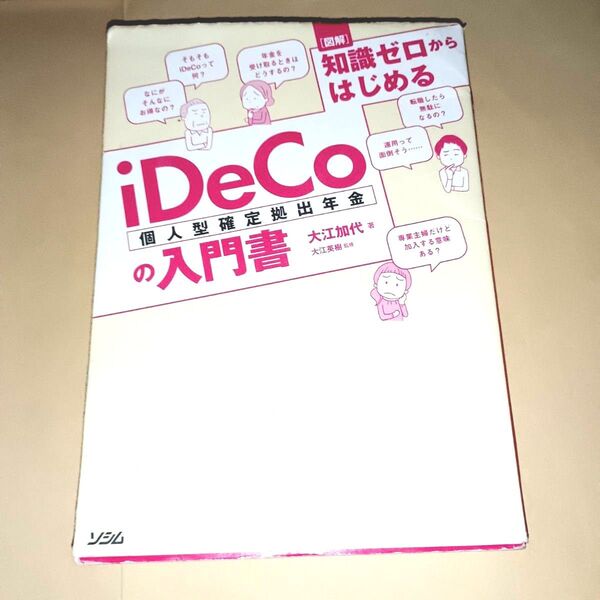 [図解]
知識ゼロから
はじめる
そもそも
iDeCoって
何？
年金を
受け取るときは
どうするの？
なにが
そんなに
お得なの？
転職したら
無駄に
なるの？
運用って
面倒そう……
iDeCo
個人型確定拠出年金
の入門書
大江加代 著
大江英樹 監修
専業主婦だけど
加入する意味
ある？
ソシム